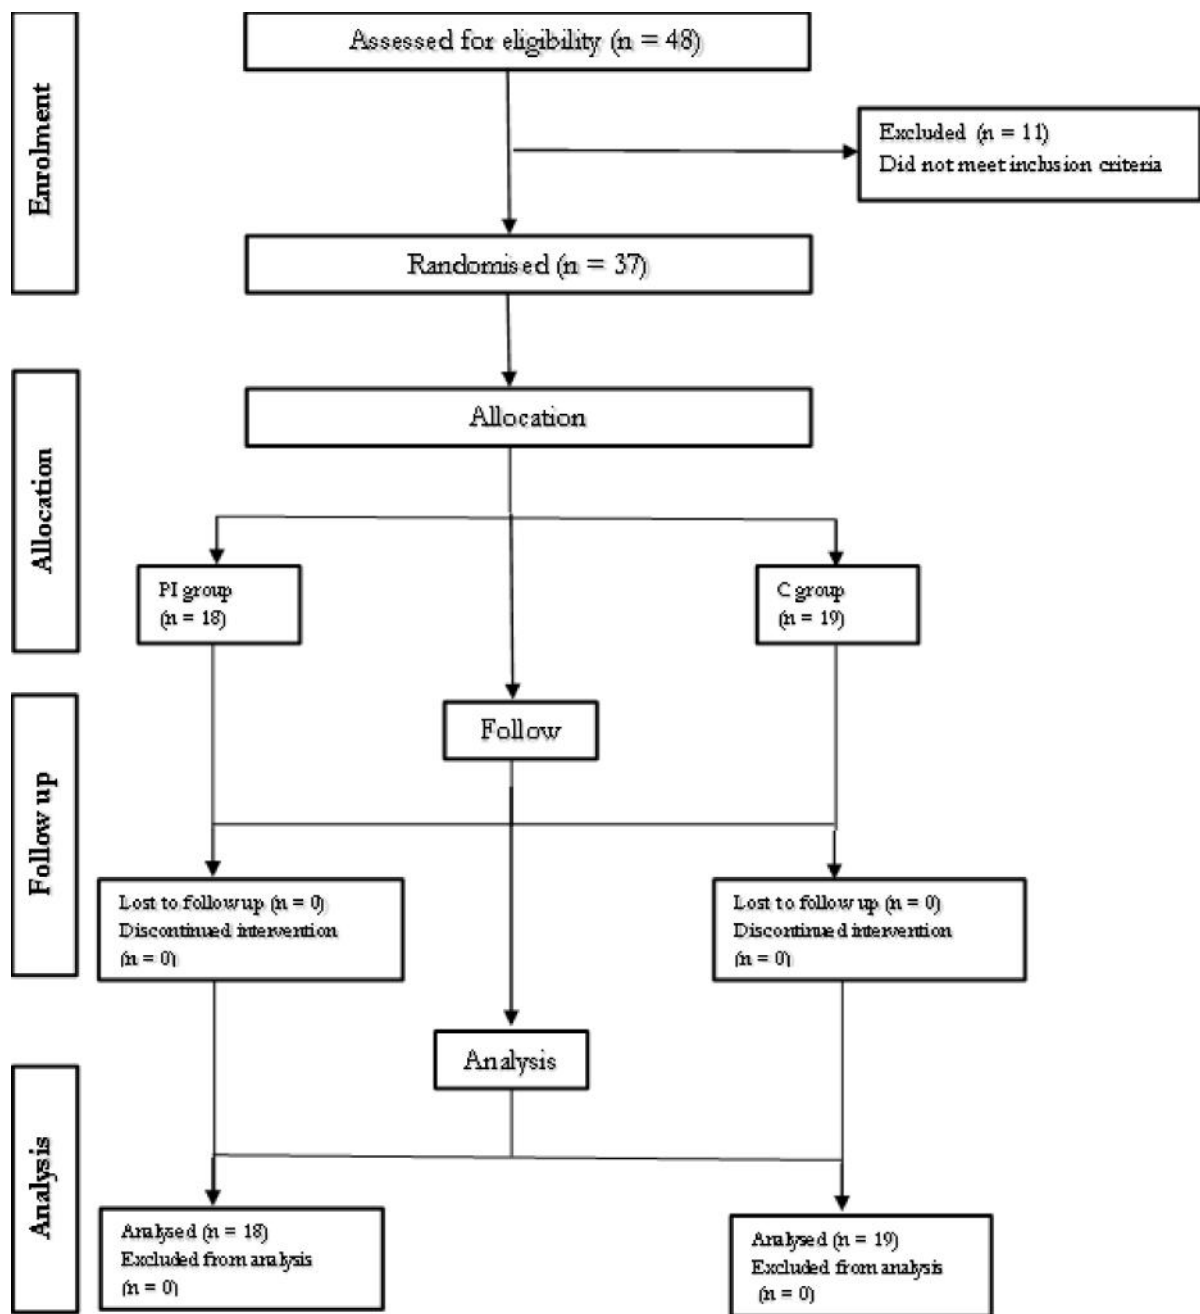 Enrolment
Assessed for eligibility (n = 48)
Excluded (n = 11)
Did not meet inclusion criteria
Randomised (n = 37)
Allocation
Allocation
PI group
(n = 18)
C group
(n = 19)
Follow up
Follow
Lost to follow up (n = 0)
Discontinued intervention
(n = 0)
Lost to follow up (n = 0)
Discontinued intervention
(n = 0)
Analysis
Analysis
Analysed (n = 18)
Excluded from analysis
(n = 0)
Analysed (n = 19)
Excluded from analysis
(n = 0)